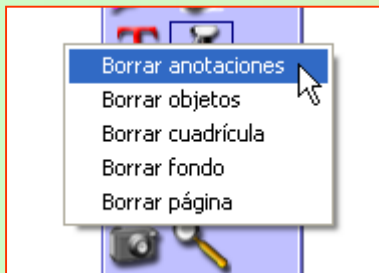 T
Borrar anotaciones
Borrar objetos
Borrar cuadrícula
Borrar fondo
Borrar página